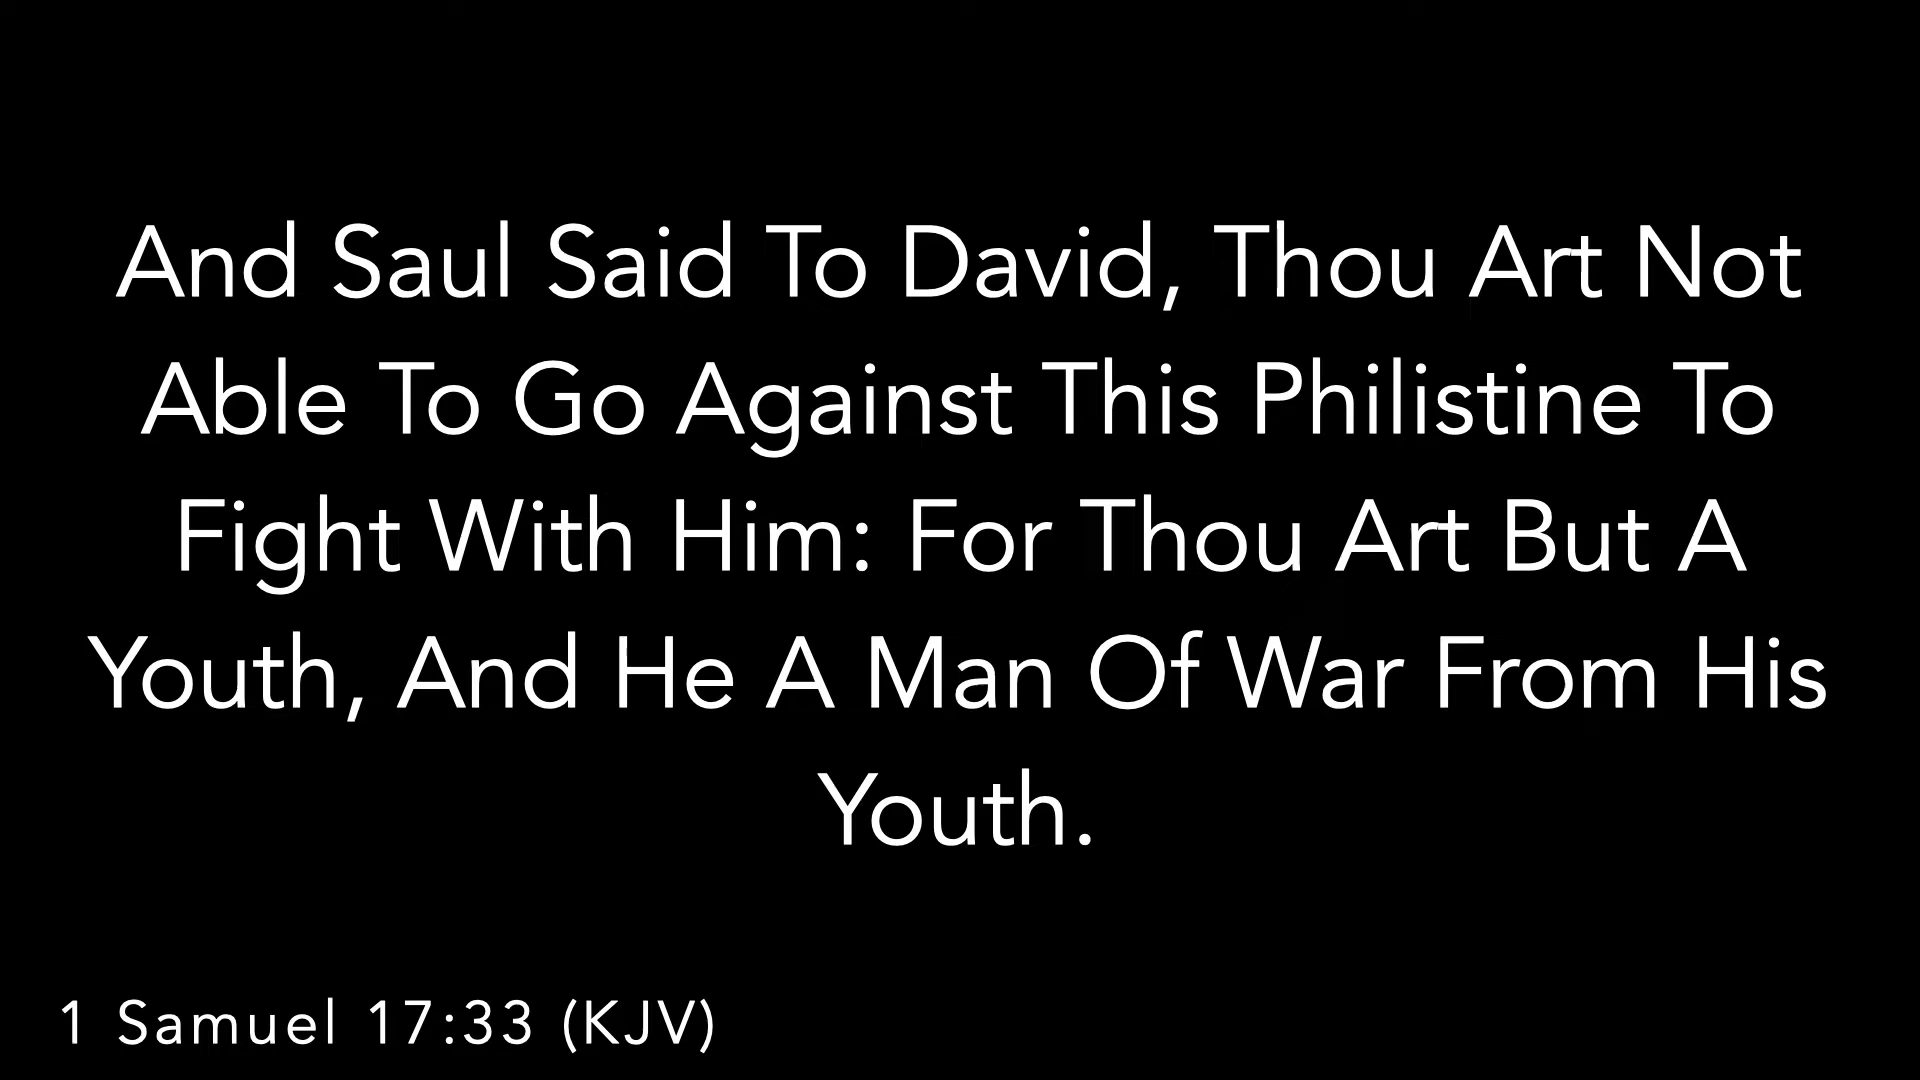 And Saul Said To David, Thou Art Not
Able To Go Against This Philistine To
Fight With Him: For Thou Art But A
Youth, And He A Man Of War From His
Youth.
1 Samuel 17:33 (KJV)